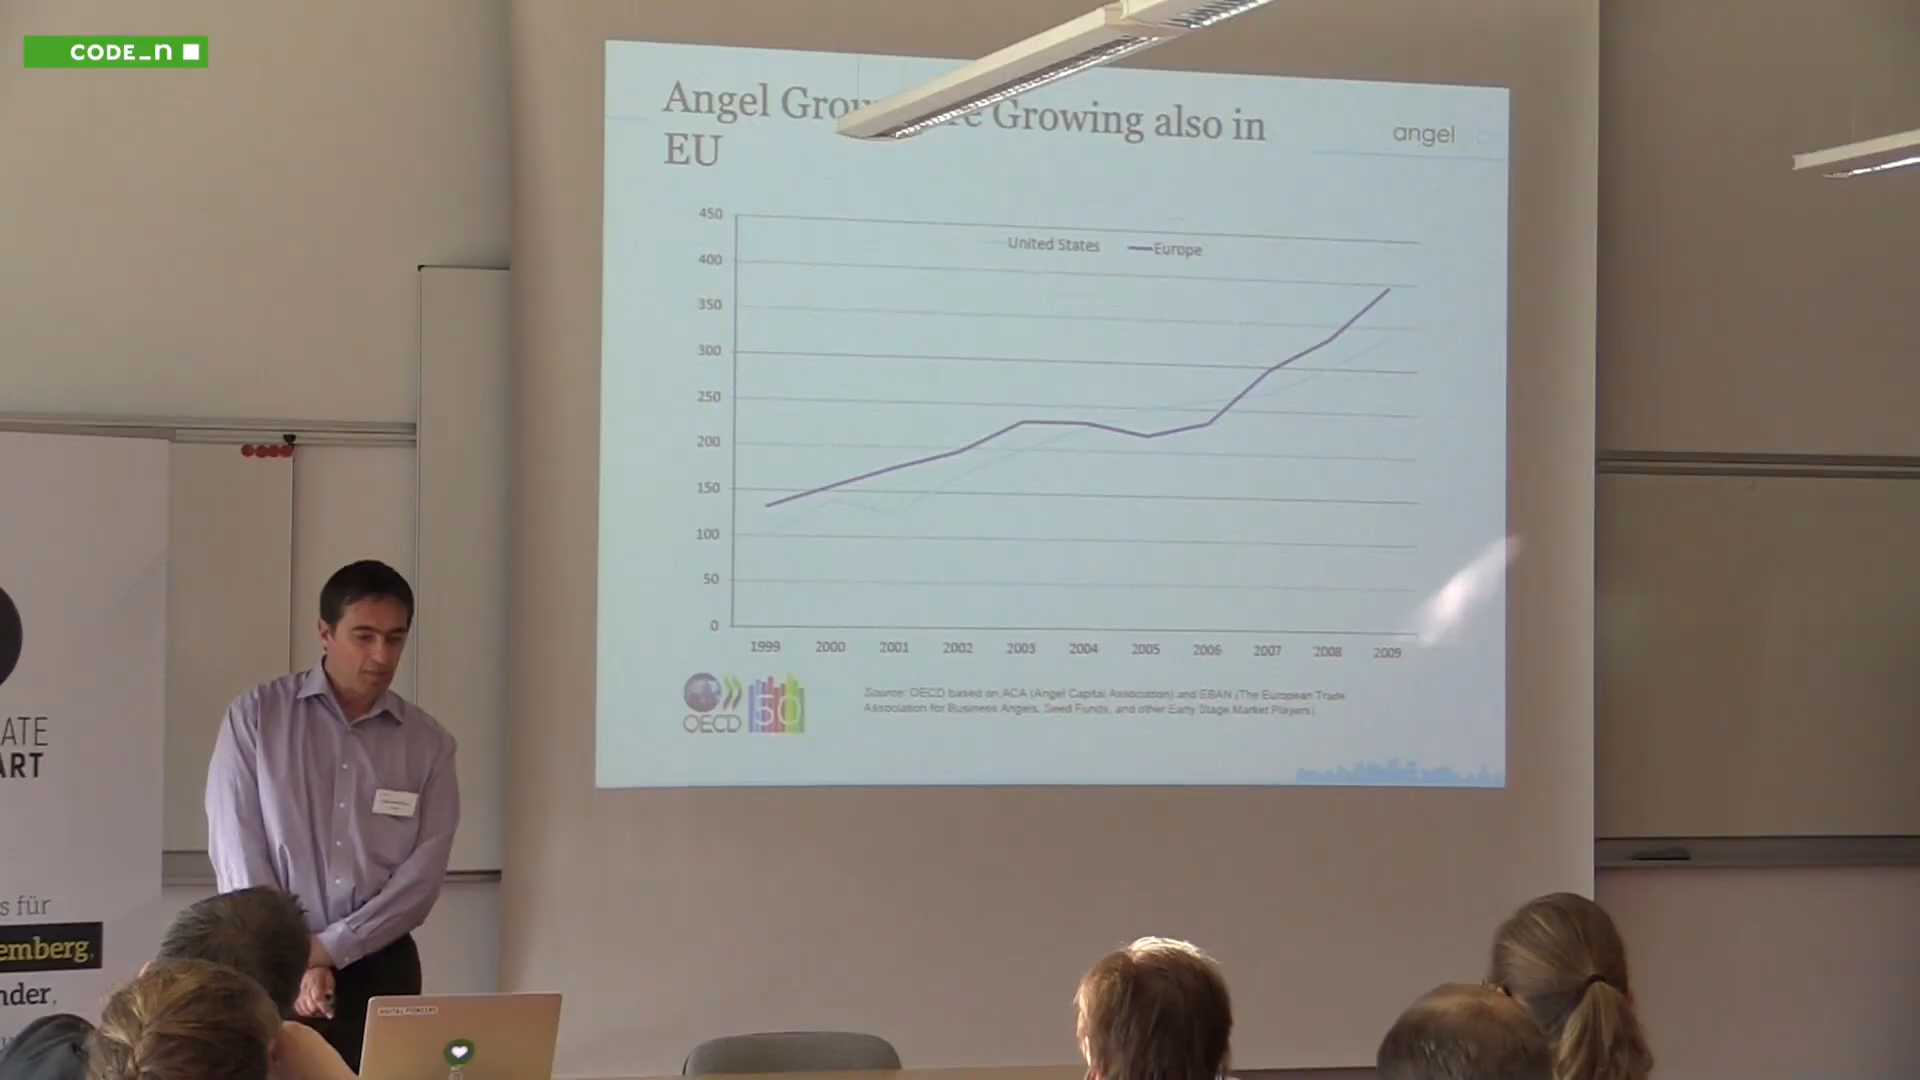 CODE_n
Angel Growing also in
EU
angel
450
400
350
300
250
200
150
100
50
0
United States
Europe
1999 2000 2001 2002 2003 2004 2005 2006 2007 2008 2009
OECD
50
Source: OECD based on ACA (Angel Capital Association) and EBAN (The European Trade
Association for Business Angels, Seed Funds, and other Early Stage Market Players)
ATE
ART
s für
emberg,
nder,
DIGITAL PIONEERS